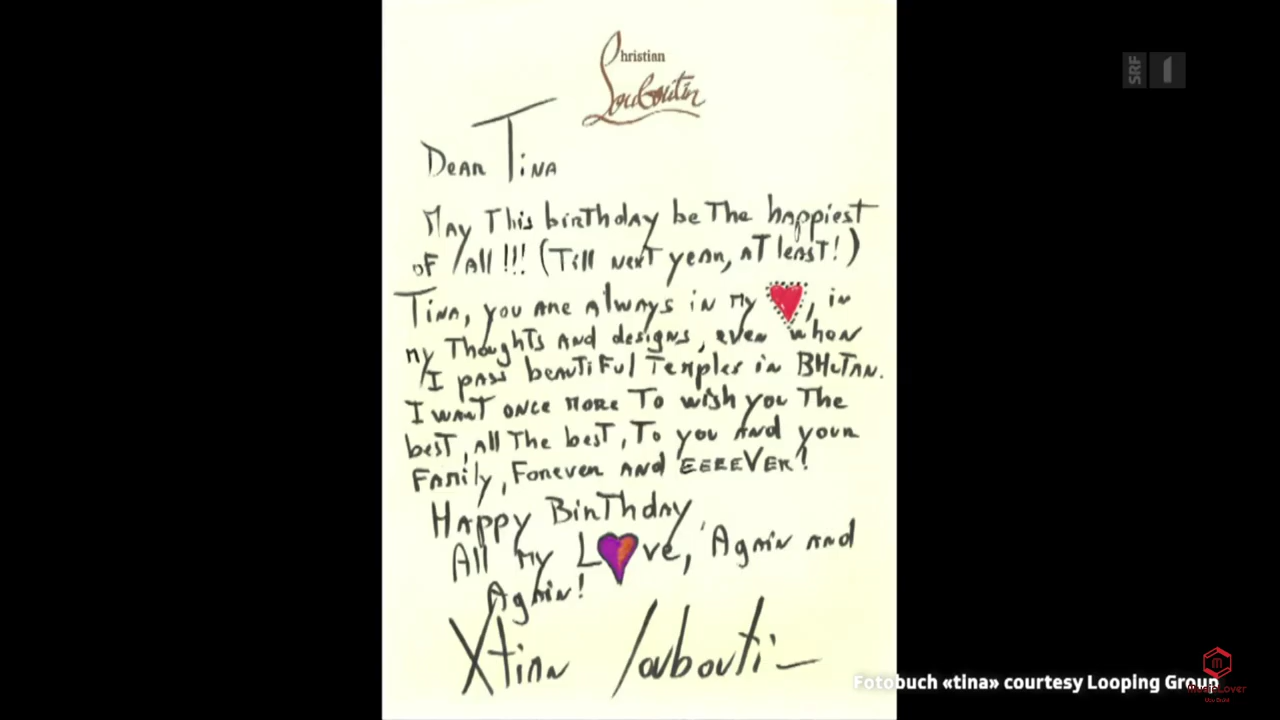 Christian
Louboutin
SRF 1
Dear Tina
May This birthday be The happiest
of all!!! (Till next year, at least!)
Tina, you are always in my ♥, in
my Thoughts and designs, even when
I pass beautiful Temples in BHuTAN.
I want once more To wish you The
best, all The best, To you and your
Family, Forever and EEEEVER!
Happy Birthday
All my L♥ve, Again and
Again!
Xtian Louboutin
Fotobuch «tina» courtesy Looping Group
M
MusicLover